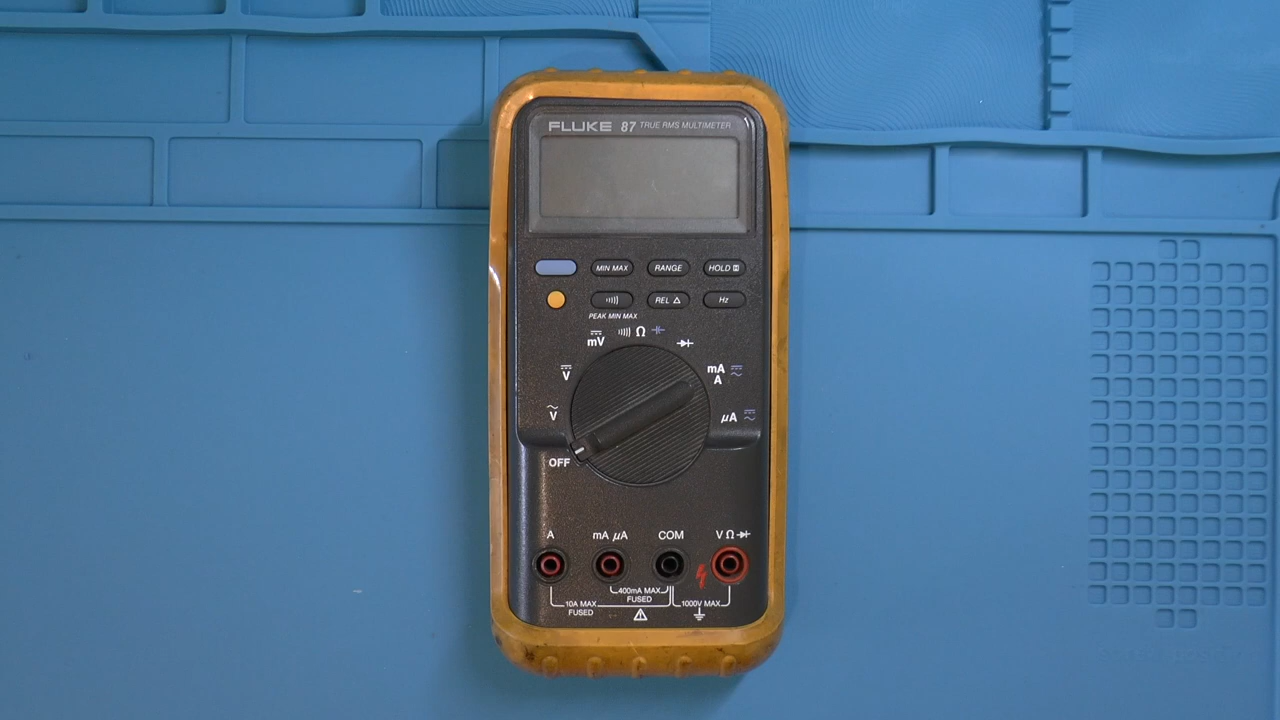 FLUKE 87 TRUE RMS MULTIMETER
MIN MAX RANGE HOLD
REL △ Hz
PEAK MIN MAX
mV Ω
V mA A
V µA
OFF
A mA µA COM V Ω
400mA MAX FUSED
10A MAX FUSED
1000V MAX